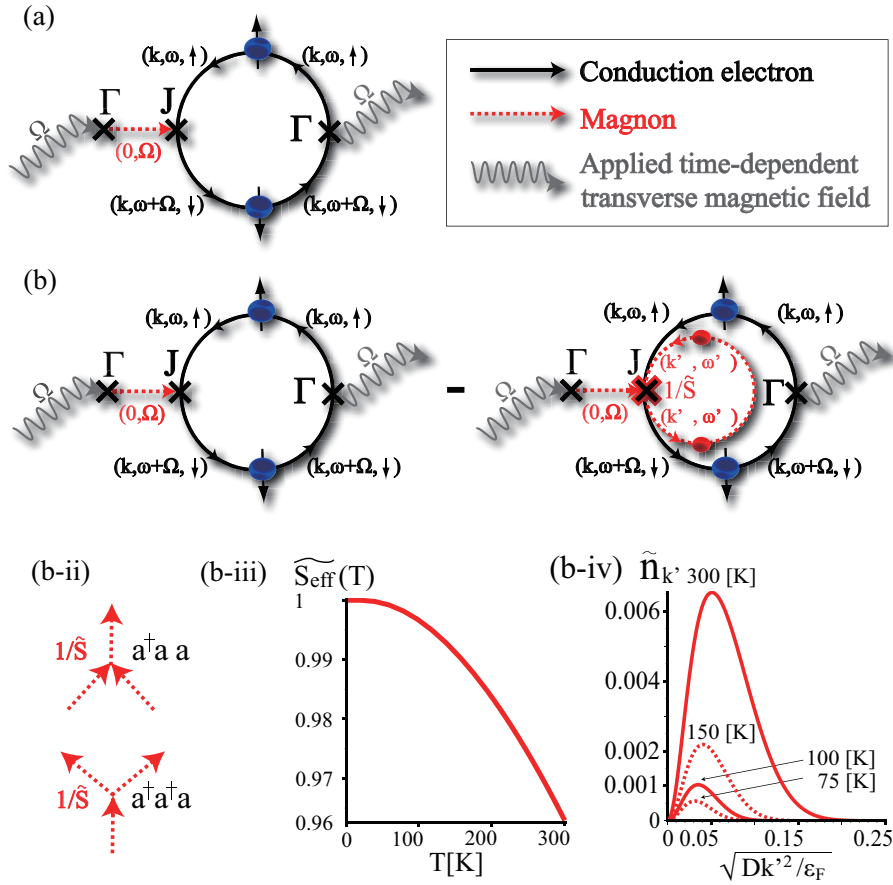 (a)
(k,ω,↑) (k,ω,↑)
Ω Γ J Γ Ω
(0,Ω)
(k,ω+Ω,↓) (k,ω+Ω,↓)
Conduction electron
Magnon
Applied time-dependent
transverse magnetic field
(b)
(k,ω,↑) (k,ω,↑)
Ω Γ J Γ Ω
(0,Ω)
(k,ω+Ω,↓) (k,ω+Ω,↓)
-
(k,ω,↑) (k,ω,↑)
(k', ω')
Ω Γ J 1/S̃ Γ Ω
(0,Ω)
(k', ω')
(k,ω+Ω,↓) (k,ω+Ω,↓)
(b-ii)
1/S̃ a†a a
1/S̃ a†a†a
(b-iii)
S̃eff(T)
1
0.99
0.98
0.97
0.96
0 100 200 300
T[K]
(b-iv)
ñk'
300 [K]
0.006
0.004
150 [K]
0.002
100 [K]
0.001
75 [K]
0
0 0.05 0.15 0.25
√Dk'²/εF